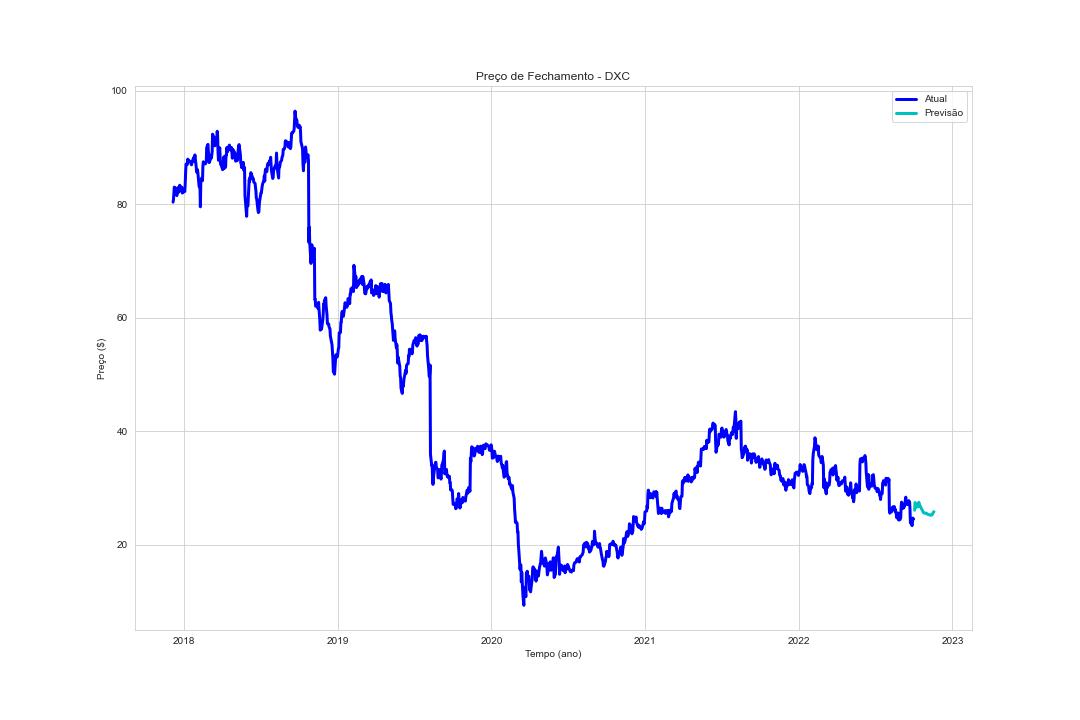 Preço de Fechamento - DXC
Atual
Previsão
100
80
60
40
20
Preço ($)
2018
2019
2020
2021
2022
2023
Tempo (ano)